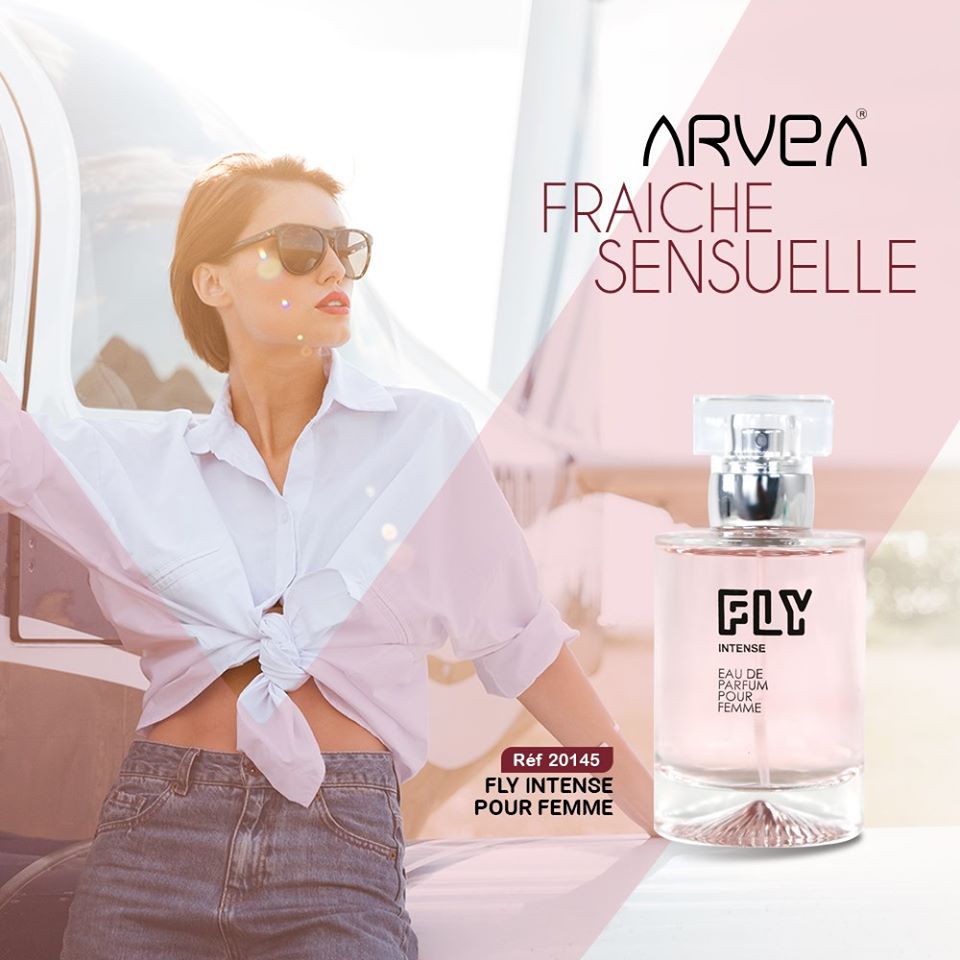 ARVEA®
FRAICHE
SENSUELLE
FLY
INTENSE
EAU DE
PARFUM
POUR
FEMME
Réf 20145
FLY INTENSE
POUR FEMME